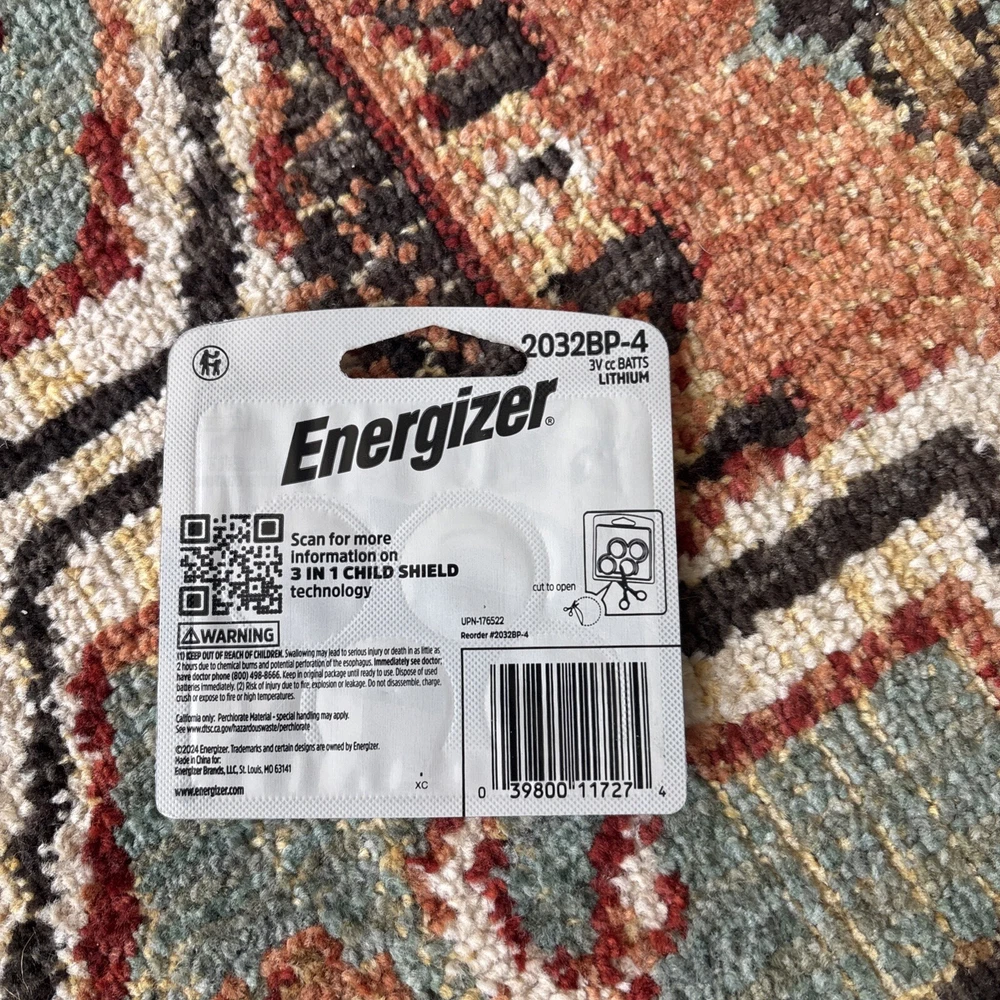 2032BP-4
3V cc BATTS
LITHIUM
Energizer®
Scan for more
information on
3 IN 1 CHILD SHIELD
technology
cut to open
UPN-176522
Reorder #2032BP-4
⚠WARNING
(1) KEEP OUT OF REACH OF CHILDREN. Swallowing may lead to serious injury or death in as little as
2 hours due to chemical burns and potential perforation of the esophagus. Immediately see doctor;
have doctor phone (800) 498-8666. Keep in original package until ready to use. Dispose of used
batteries immediately. (2) Risk of injury due to fire, explosion or leakage. Do not disassemble, charge,
crush or expose to fire or high temperatures.
California only: Perchlorate Material - special handling may apply.
See www.dtsc.ca.gov/hazardouswaste/perchlorate
©2024 Energizer. Trademarks and certain designs are owned by Energizer.
Made in China for:
Energizer Brands, LLC, St. Louis, MO 63141
www.energizer.com
XC
0 39800 11727 4